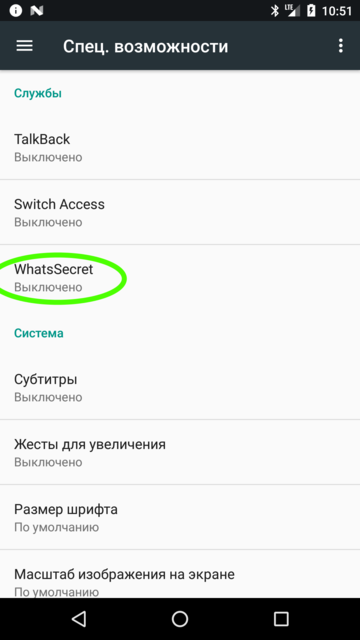 LTE 10:51
Спец. возможности
Службы
TalkBack
Выключено
Switch Access
Выключено
WhatsSecret
Выключено
Система
Субтитры
Выключено
Жесты для увеличения
Выключено
Размер шрифта
По умолчанию
Масштаб изображения на экране
По умолчанию